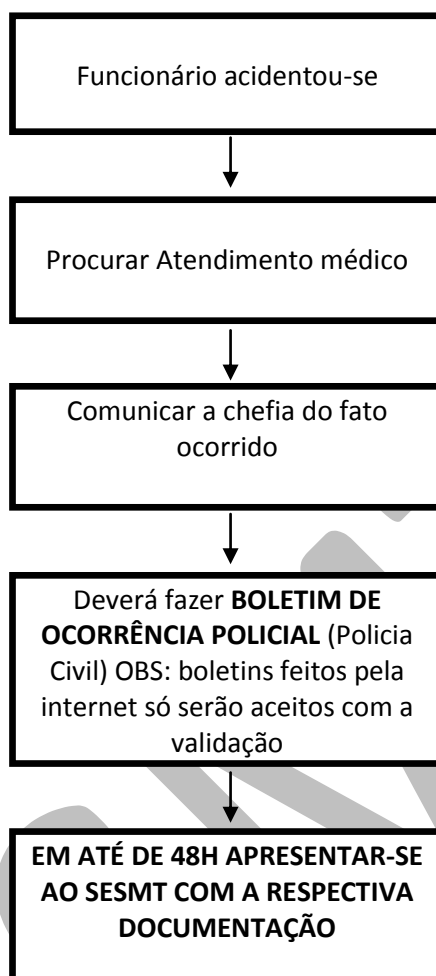 Funcionário acidentou-se
Procurar Atendimento médico
Comunicar a chefia do fato
ocorrido
Deverá fazer BOLETIM DE
OCORRÊNCIA POLICIAL (Policia
Civil) OBS: boletins feitos pela
internet só serão aceitos com a
validação
EM ATÉ DE 48H APRESENTAR-SE
AO SESMT COM A RESPECTIVA
DOCUMENTAÇÃO